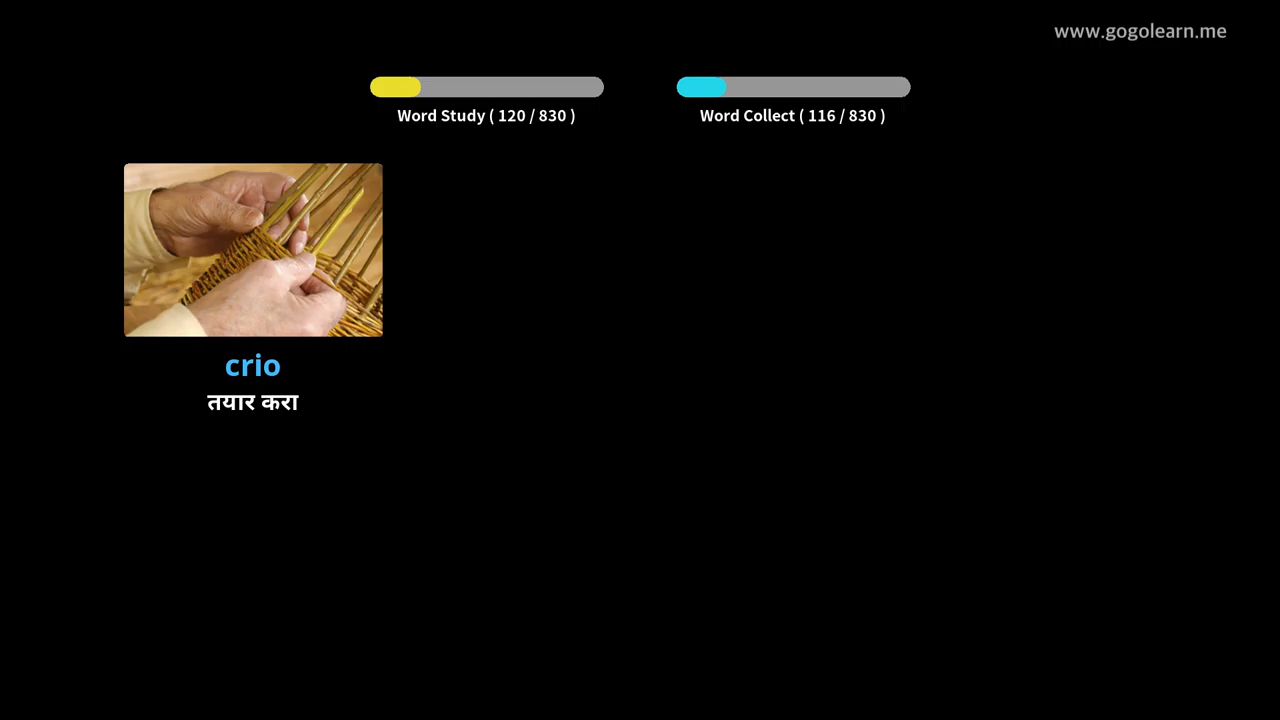 www.gogolearn.me
Word Study ( 120 / 830 )
Word Collect ( 116 / 830 )
crio
तयार करा